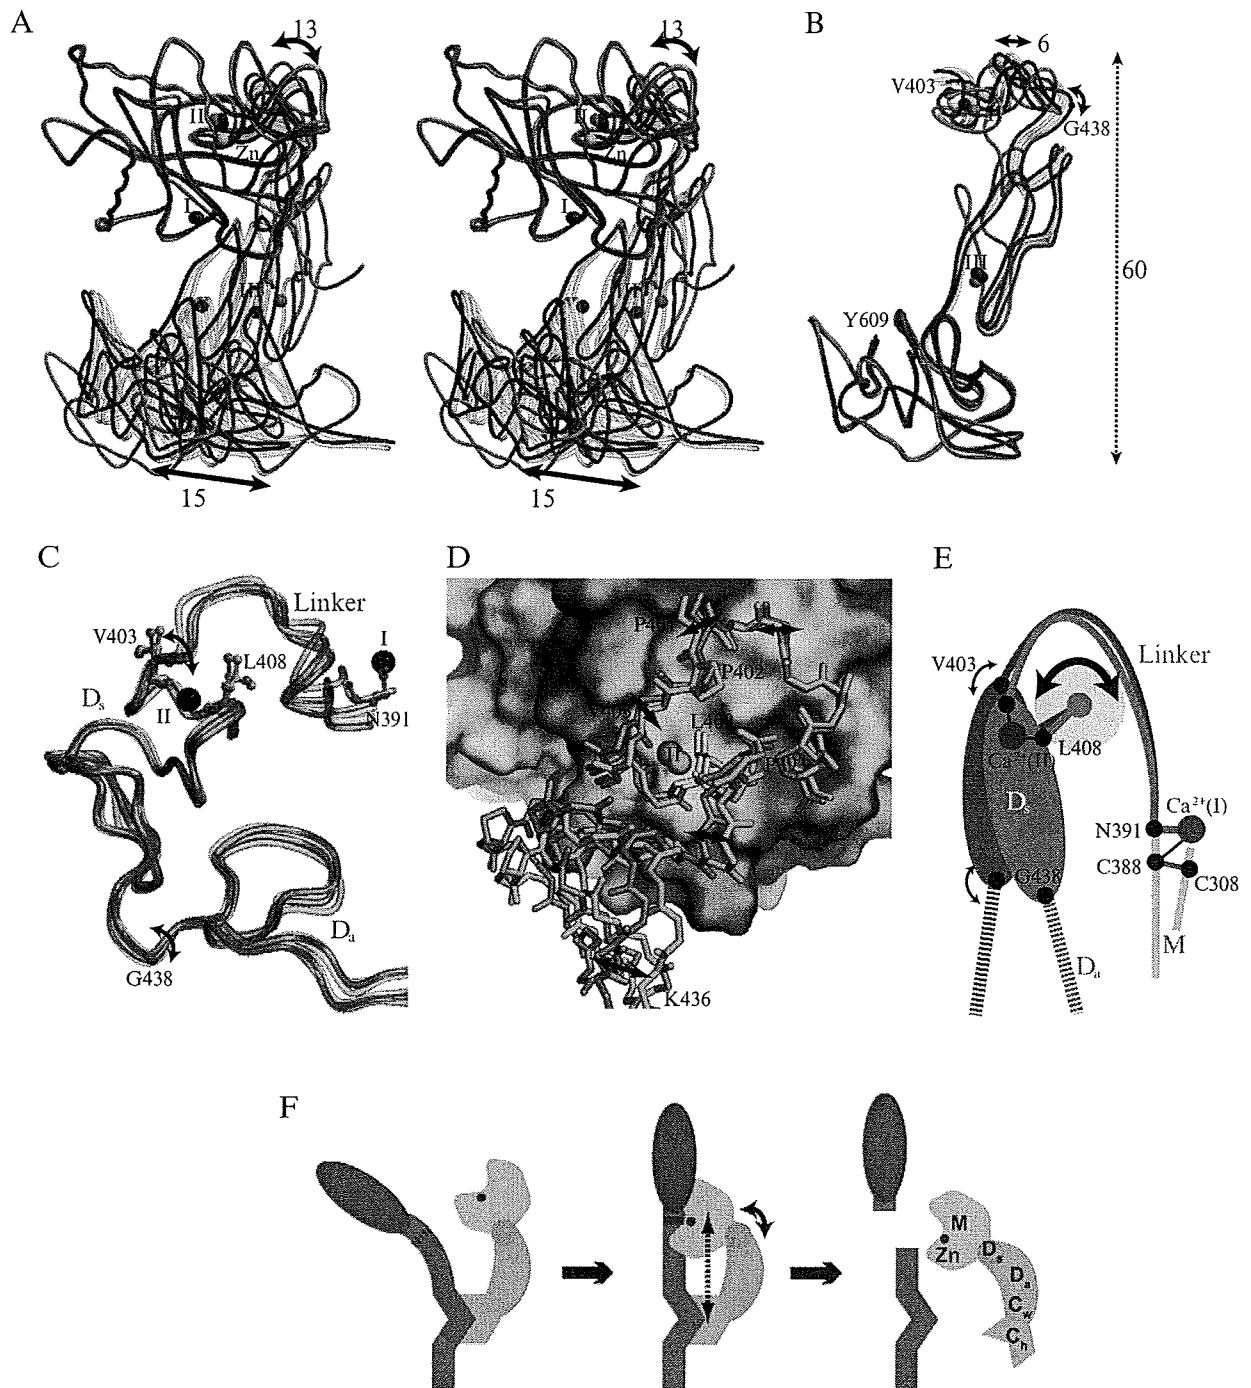 A
13
II
Zn
I
III
15
13
II
Zn
I
15
B
6
V403
G438
III
60
Y609
C
Linker
V403
I
L408
Ds
II
N391
Da
G438
D
P402
II
K436
E
V403
Linker
L408
Ca²⁺(II)
Ca²⁺(I)
N391
G438
C388
C308
M
Da
F
M
Zn
Ds
Da
Cw
Ch